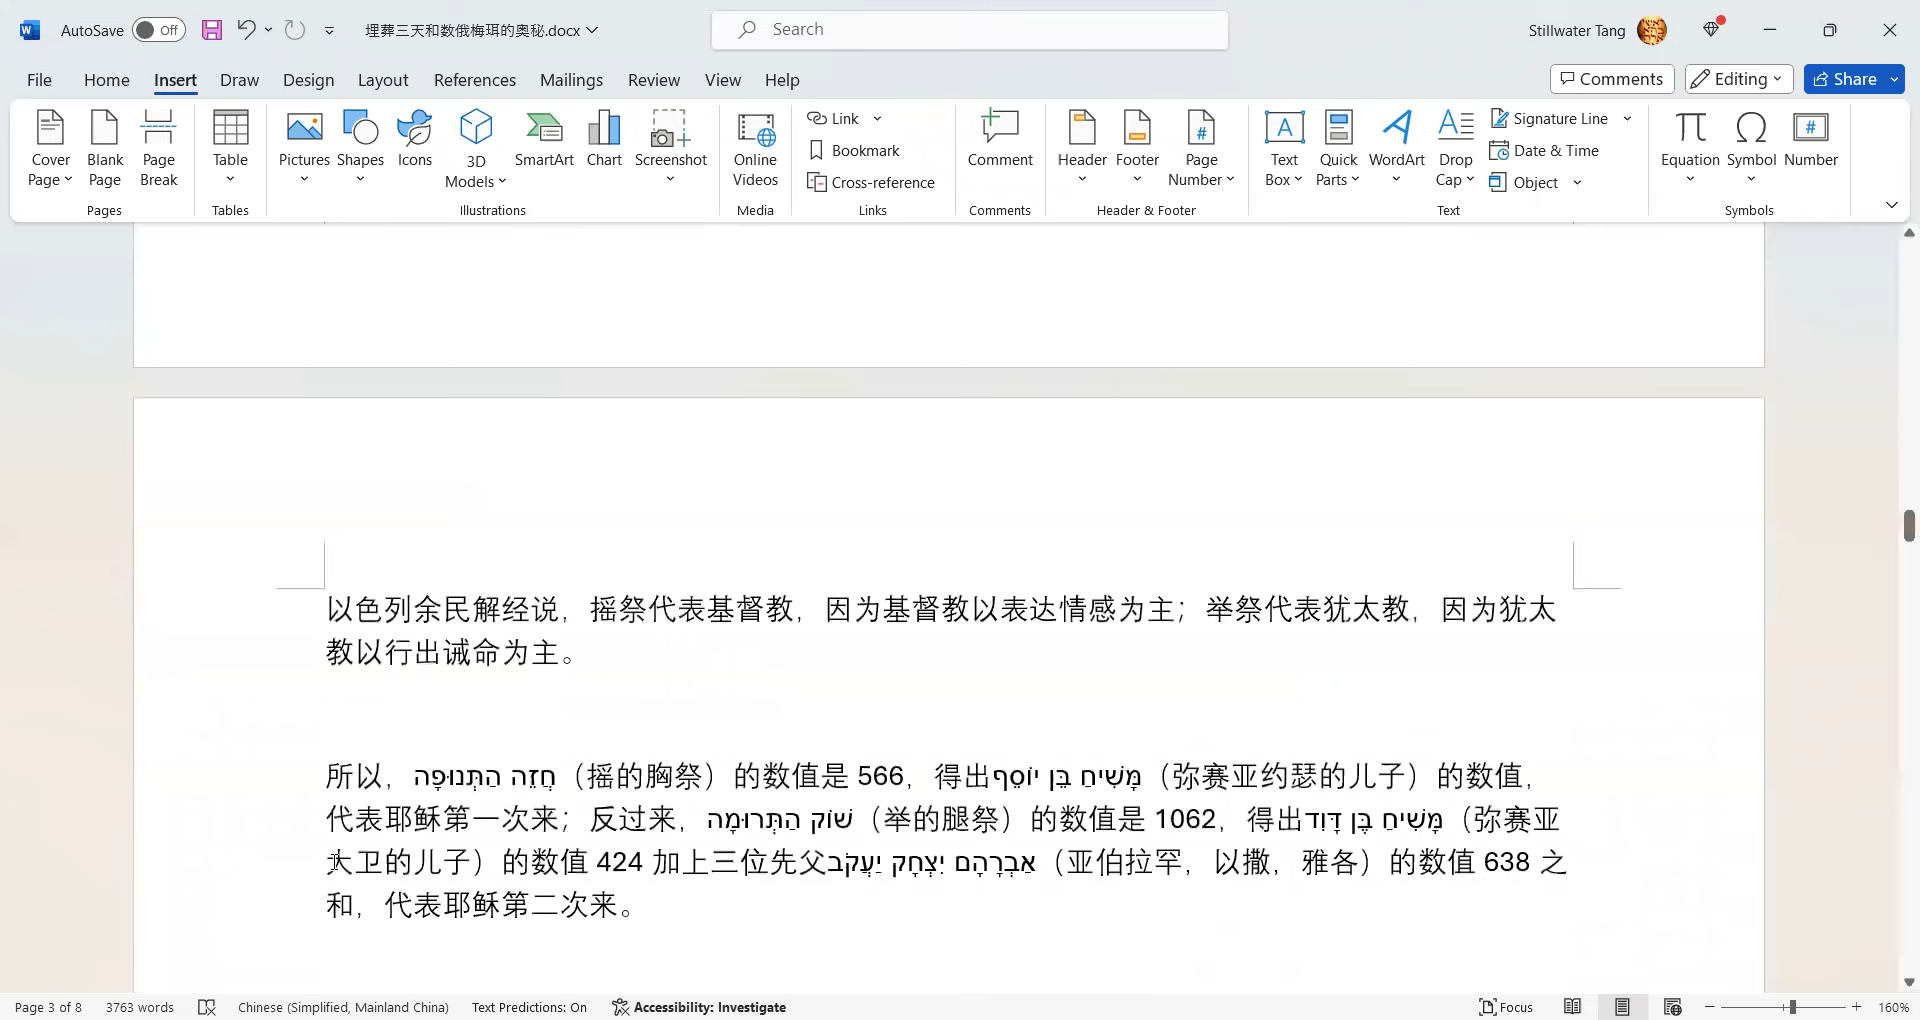 AutoSave Off 埋葬三天和数俄梅珥的奥秘.docx Search Stillwater Tang
File Home Insert Draw Design Layout References Mailings Review View Help Comments Editing Share
Cover Page Blank Page Page Break Table Pictures Shapes Icons 3D Models SmartArt Chart Screenshot Online Videos Link Bookmark Cross-reference Comment Header Footer Page Number Text Box Quick Parts WordArt Drop Cap Signature Line Date & Time Object Equation Symbol Number
Pages Tables Illustrations Media Links Comments Header & Footer Text Symbols
以色列余民解经说，摇祭代表基督教，因为基督教以表达情感为主；举祭代表犹太教，因为犹太
教以行出诫命为主。
所以，חֲזֵה הַתְּנוּפָה（摇的胸祭）的数值是 566，得出מָּשִׁיחַ בֵּן יוֹסֵף（弥赛亚约瑟的儿子）的数值，
代表耶稣第一次来；反过来，שׁוֹק הַתְּרוּמָה（举的腿祭）的数值是 1062，得出מָּשִׁיחַ בֶּן דָּוִד（弥赛亚
大卫的儿子）的数值 424 加上三位先父אַבְרָהָם יִצְחָק יַעֲקֹב（亚伯拉罕，以撒，雅各）的数值 638 之
和，代表耶稣第二次来。
Page 3 of 8 3763 words Chinese (Simplified, Mainland China) Text Predictions: On Accessibility: Investigate Focus 160%